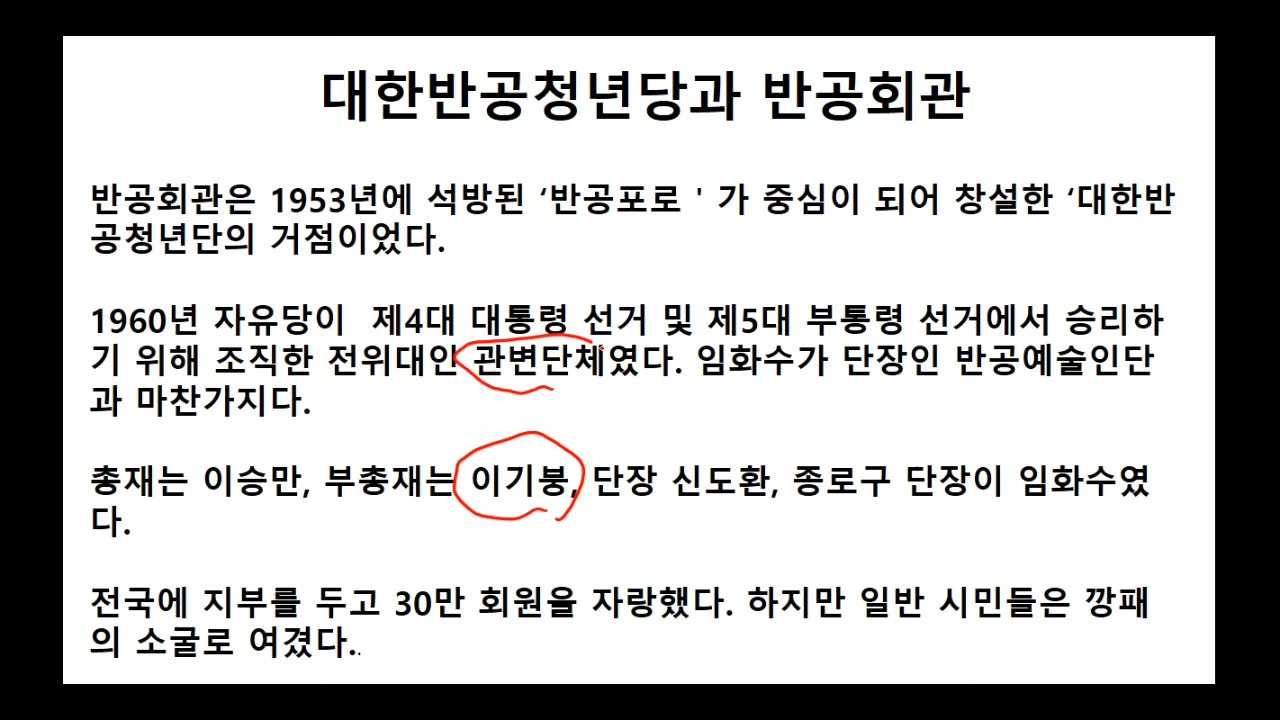 대한반공청년당과 반공회관
반공회관은 1953년에 석방된 ‘반공포로 ' 가 중심이 되어 창설한 ‘대한반
공청년단의 거점이었다.
1960년 자유당이 제4대 대통령 선거 및 제5대 부통령 선거에서 승리하
기 위해 조직한 전위대인 관변단체였다. 임화수가 단장인 반공예술인단
과 마찬가지다.
총재는 이승만, 부총재는 이기붕, 단장 신도환, 종로구 단장이 임화수였
다.
전국에 지부를 두고 30만 회원을 자랑했다. 하지만 일반 시민들은 깡패
의 소굴로 여겼다..